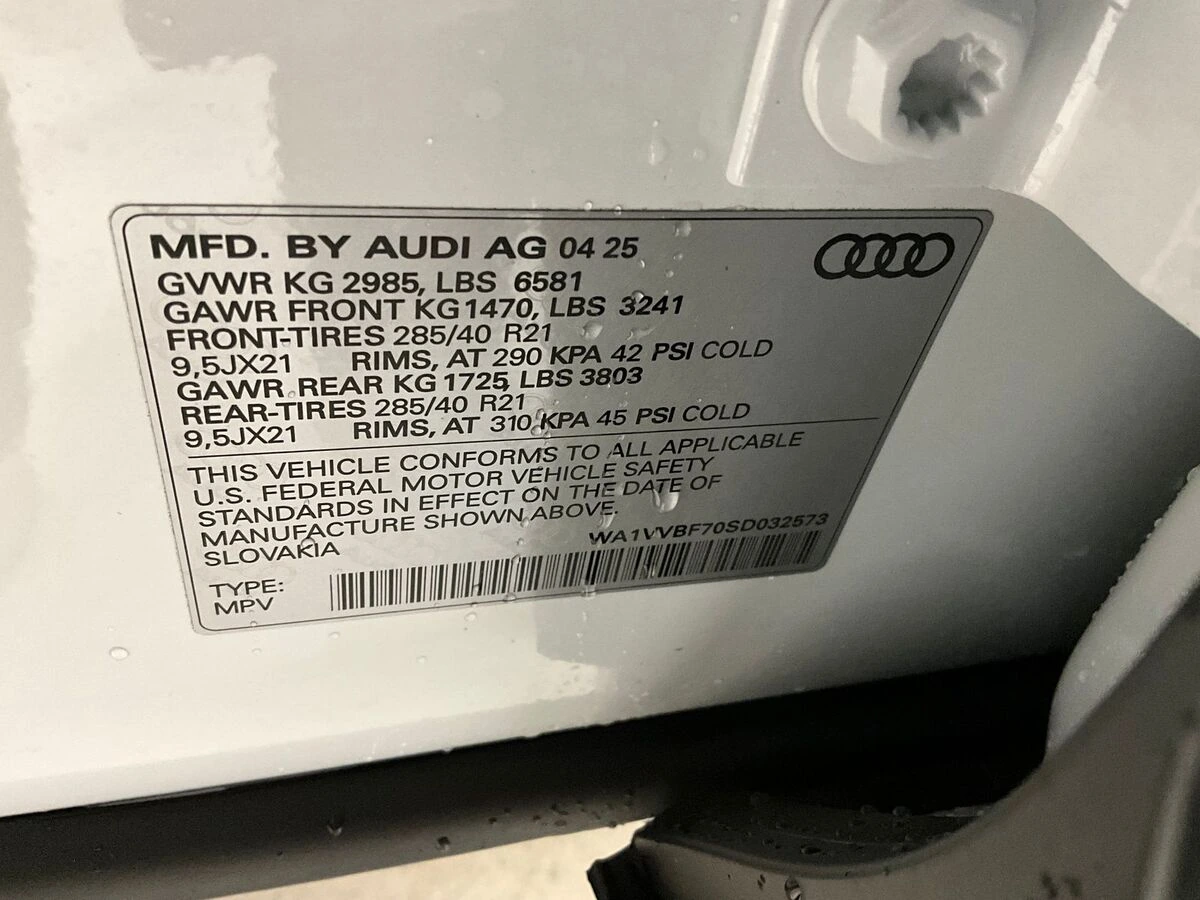 MFD. BY AUDI AG 04 25
GVWR KG 2985, LBS 6581
GAWR FRONT KG1470, LBS 3241
FRONT-TIRES 285/40 R21
9,5JX21 RIMS, AT 290 KPA 42 PSI COLD
GAWR REAR KG 1725, LBS 3803
REAR-TIRES 285/40 R21
9,5JX21 RIMS, AT 310 KPA 45 PSI COLD
THIS VEHICLE CONFORMS TO ALL APPLICABLE
U.S. FEDERAL MOTOR VEHICLE SAFETY
STANDARDS IN EFFECT ON THE DATE OF
MANUFACTURE SHOWN ABOVE.
SLOVAKIA
WA1VVBF70SD032573
TYPE:
MPV